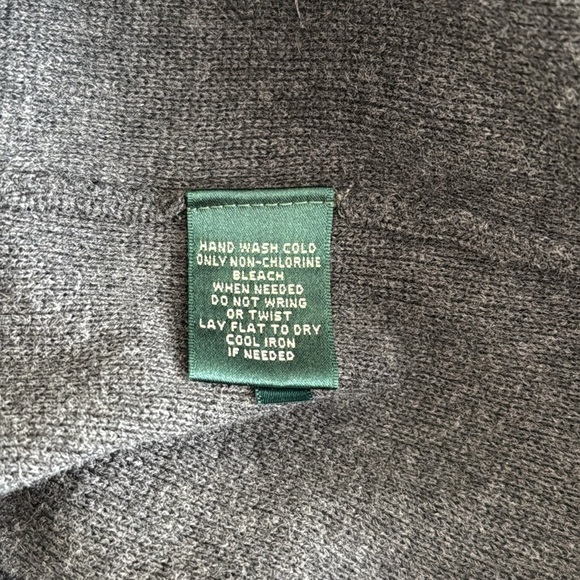 HAND WASH COLD
ONLY NON-CHLORINE
BLEACH
WHEN NEEDED
DO NOT WRING
OR TWIST
LAY FLAT TO DRY
COOL IRON
IF NEEDED